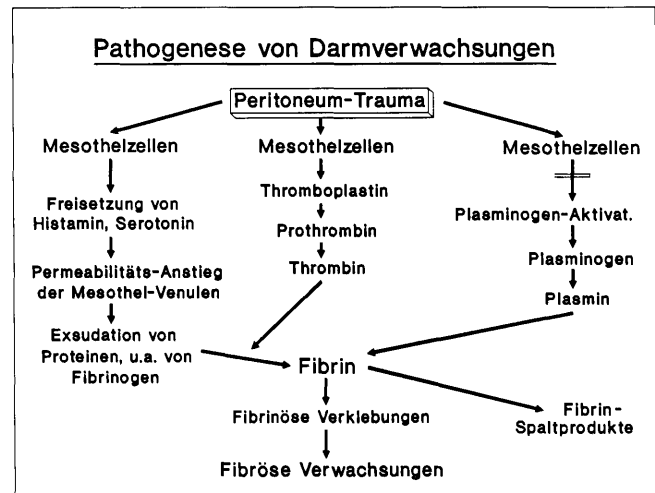 Pathogenese von Darmverwachsungen
Peritoneum-Trauma
Mesothelzellen
Freisetzung von
Histamin, Serotonin
Permeabilitäts-Anstieg
der Mesothel-Venulen
Exsudation von
Proteinen, u.a. von
Fibrinogen
Mesothelzellen
Thromboplastin
Prothrombin
Thrombin
Mesothelzellen
Plasminogen-Aktivat.
Plasminogen
Plasmin
Fibrin
Fibrinöse Verklebungen
Fibröse Verwachsungen
Fibrin-
Spaltprodukte